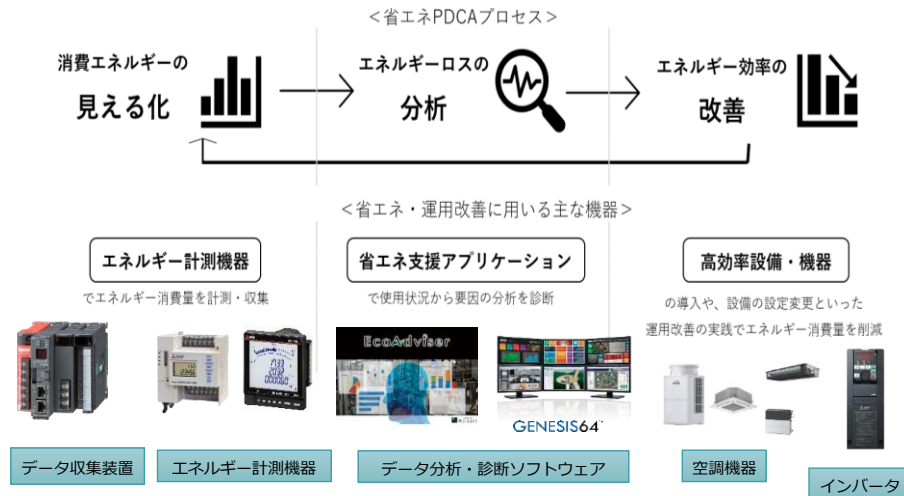 ＜省エネPDCAプロセス＞
消費エネルギーの
見える化
エネルギーロスの
分析
エネルギー効率の
改善
＜省エネ・運用改善に用いる主な機器＞
エネルギー計測機器
でエネルギー消費量を計測・収集
省エネ支援アプリケーション
で使用状況から要因の分析を診断
高効率設備・機器
の導入や、設備の設定変更といった
運用改善の実践でエネルギー消費量を削減
EcoAdviser
GENESIS64
データ収集装置
エネルギー計測機器
データ分析・診断ソフトウェア
空調機器
インバータ